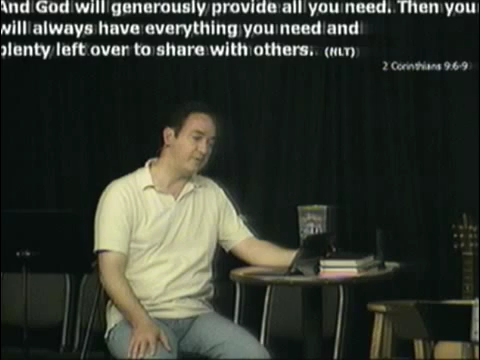 And God will generously provide all you need. Then you
will always have everything you need and
plenty left over to share with others. (NLT)
2 Corinthians 9:6-9